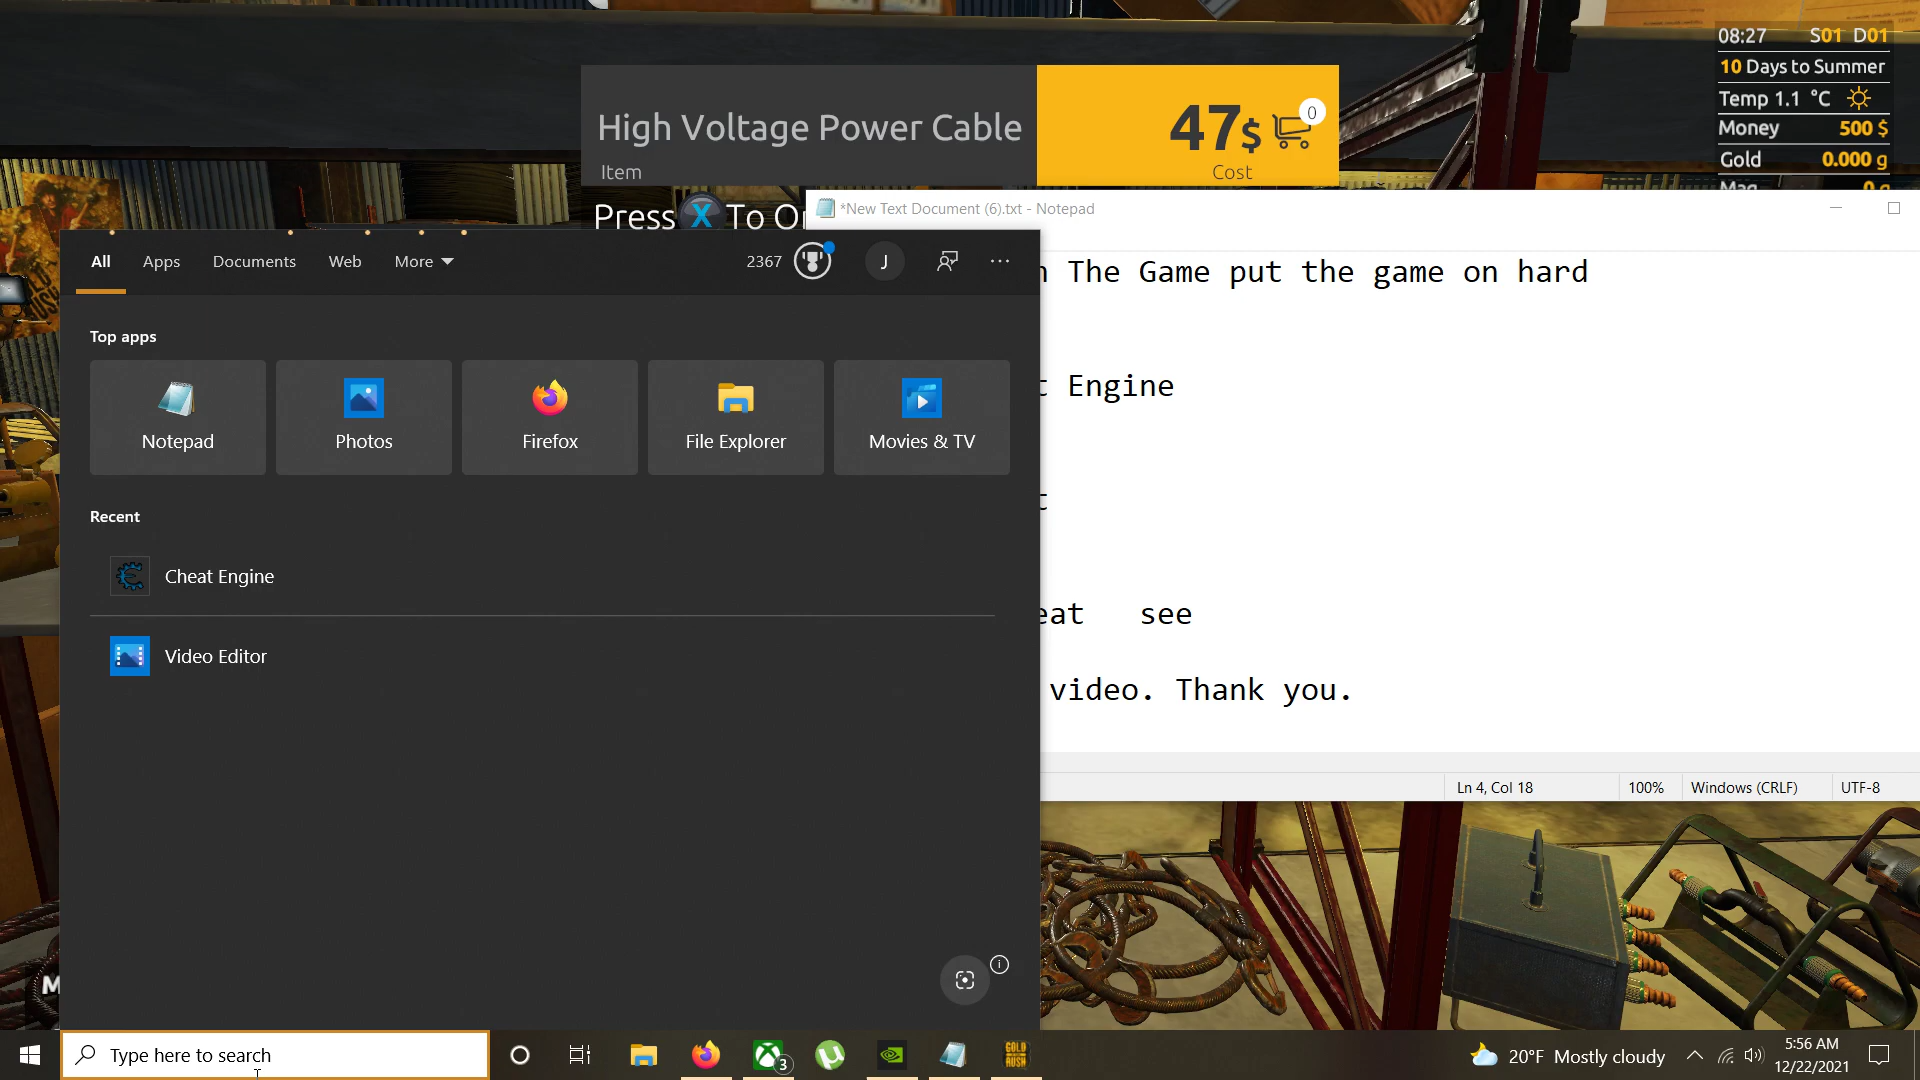 08:27 S01 D01
10 Days to Summer
Temp 1.1 °C
Money 500 $
Gold 0.000 g
High Voltage Power Cable
Item
47$
0
Cost
Press X To
*New Text Document (6).txt - Notepad
All Apps Documents Web More
2367
J
The Game put the game on hard
Engine
see
video. Thank you.
Top apps
Notepad
Photos
Firefox
File Explorer
Movies & TV
Recent
Cheat Engine
Video Editor
Ln 4, Col 18
100%
Windows (CRLF)
UTF-8
Type here to search
3
GOLD
RUSH
20°F Mostly cloudy
5:56 AM
12/22/2021